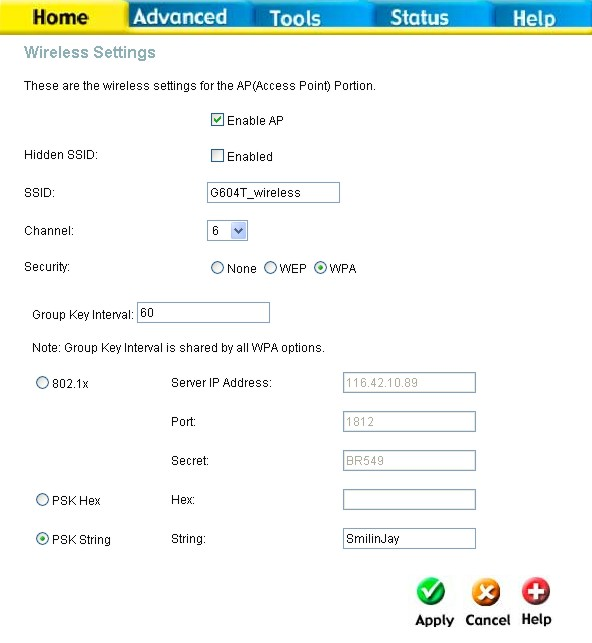 Home Advanced Tools Status Help
Wireless Settings
These are the wireless settings for the AP(Access Point) Portion.
Enable AP
Hidden SSID: Enabled
SSID: G604T_wireless
Channel: 6
Security: None WEP WPA
Group Key Interval: 60
Note: Group Key Interval is shared by all WPA options.
802.1x Server IP Address: 116.42.10.89
Port: 1812
Secret: BR549
PSK Hex Hex:
PSK String String: SmilinJay
Apply Cancel Help